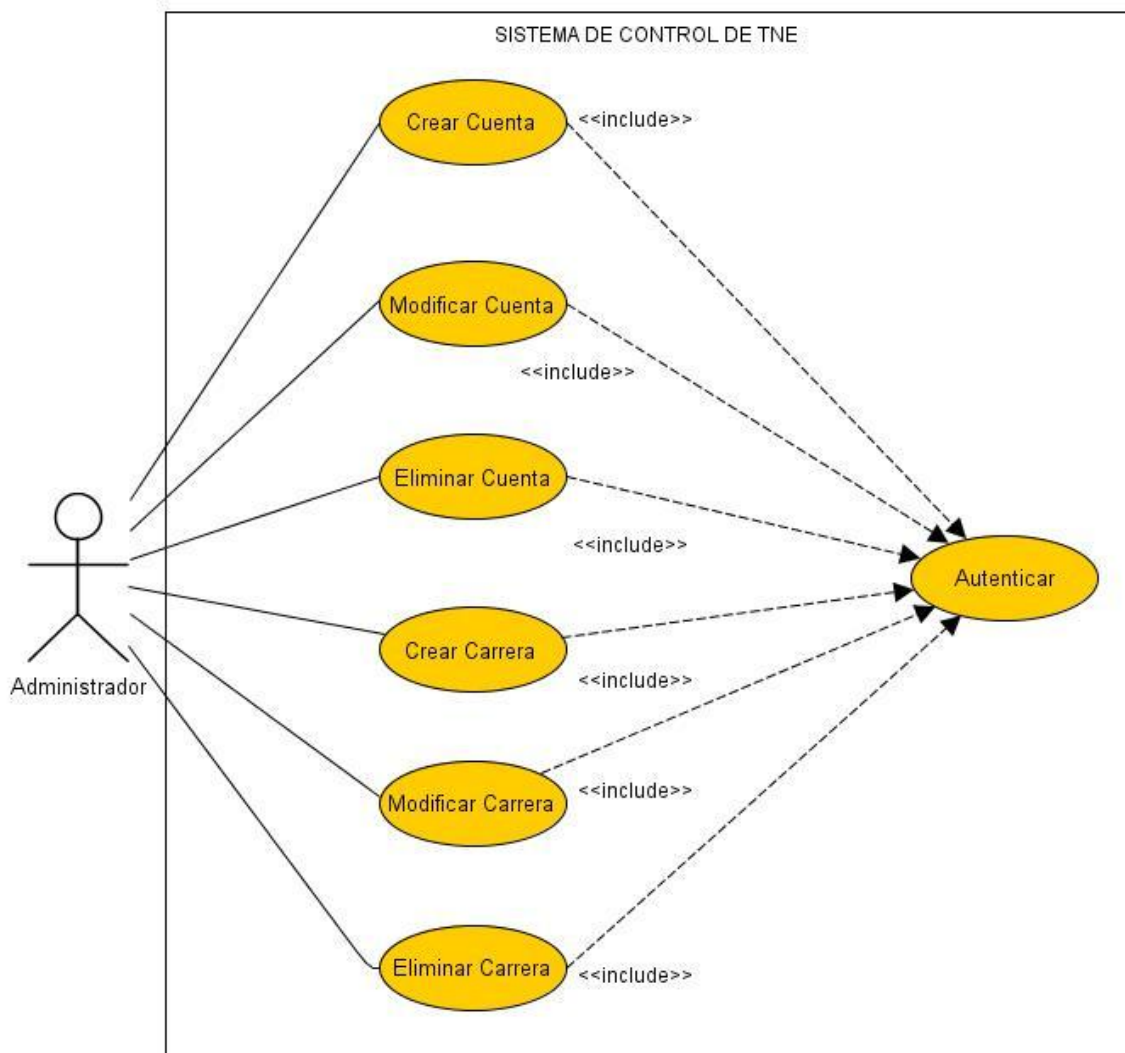 SISTEMA DE CONTROL DE TNE
Crear Cuenta
<<include>>
Modificar Cuenta
<<include>>
Eliminar Cuenta
<<include>>
Autenticar
Crear Carrera
<<include>>
Administrador
Modificar Carrera
<<include>>
Eliminar Carrera
<<include>>